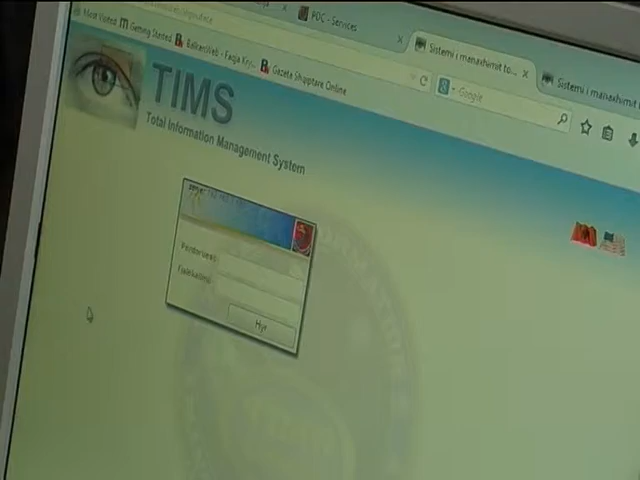 PDC - Services
Sistemi i manaxhimit to...
Sistemi i manaxhimit
Most Visited
Getting Started
BalkanWeb - Faqja Kry...
Gazeta Shqiptare Online
Google
TIMS
Total Information Management System
Perdoruesi:
Fjalekalimi:
Hyr